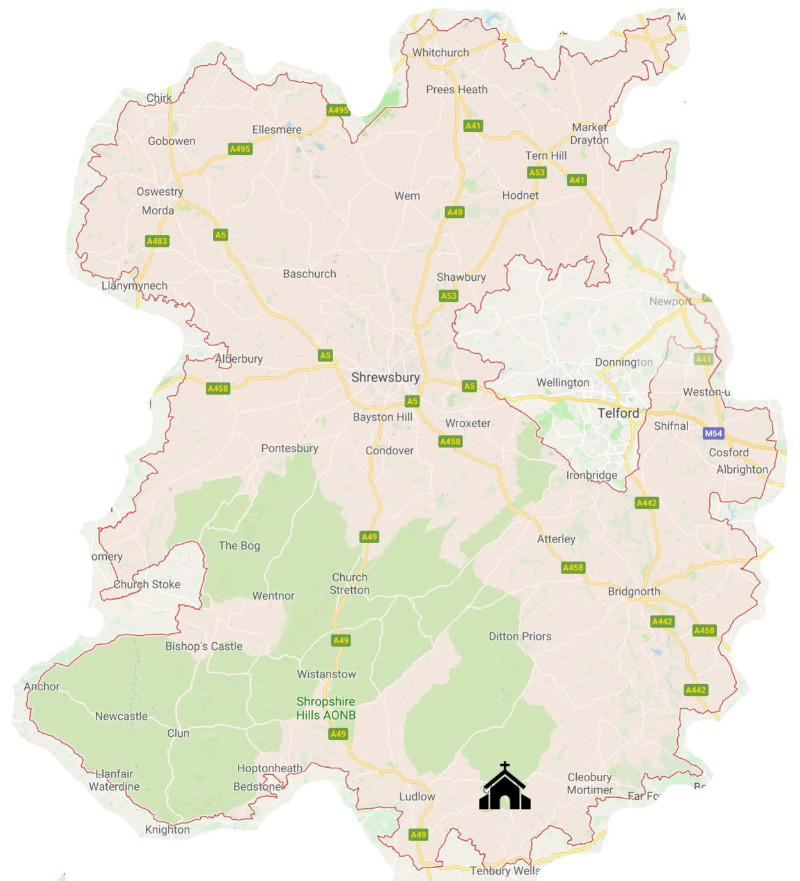 M
Whitchurch
Prees Heath
Chirk
A495
Ellesmere
A41
Market
Drayton
Gobowen
A495
Tern Hill
A53
A41
Oswestry
Wem
Hodnet
Morda
A49
A483
A5
Baschurch
Shawbury
Llanymynech
A53
Newport
Alberbury
A5
Donnington
A41
Shrewsbury
Wellington
A458
A5
Weston-u
A5
Bayston Hill
Wroxeter
Telford
Shifnal
M54
A458
Pontesbury
Condover
Cosford
Albrighton
Ironbridge
A442
A49
The Bog
Atterley
omery
A458
Church Stoke
Church
Stretton
Wentnor
Bridgnorth
A442
A458
Bishop's Castle
A49
Ditton Priors
Wistanstow
Anchor
A442
Shropshire
Hills AONB
Newcastle
Clun
A49
Llanfair
Waterdine
Hoptonheath
Bedstone
Cleobury
Mortimer
Ludlow
Far Fo
Knighton
A49
Tenbury Wells